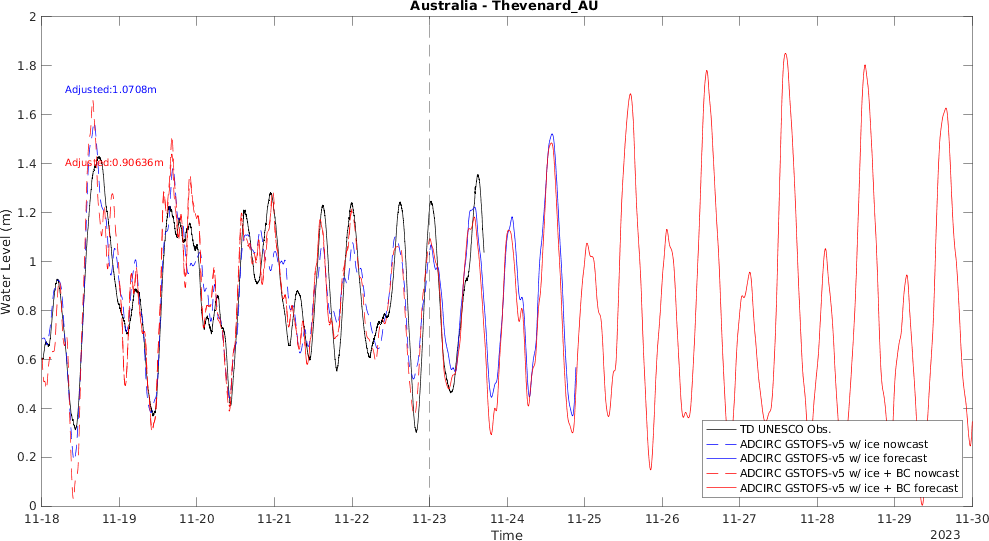 Australia - Thevenard_AU
2
1.8
1.6
1.4
1.2
1
0.8
0.6
0.4
0.2
0
Water Level (m)
Adjusted:1.0708m
Adjusted:0.90636m
TD UNESCO Obs.
ADCIRC GSTOFS-v5 w/ ice nowcast
ADCIRC GSTOFS-v5 w/ ice forecast
ADCIRC GSTOFS-v5 w/ ice + BC nowcast
ADCIRC GSTOFS-v5 w/ ice + BC forecast
11-18 11-19 11-20 11-21 11-22 11-23 11-24 11-25 11-26 11-27 11-28 11-29 11-30
Time
2023